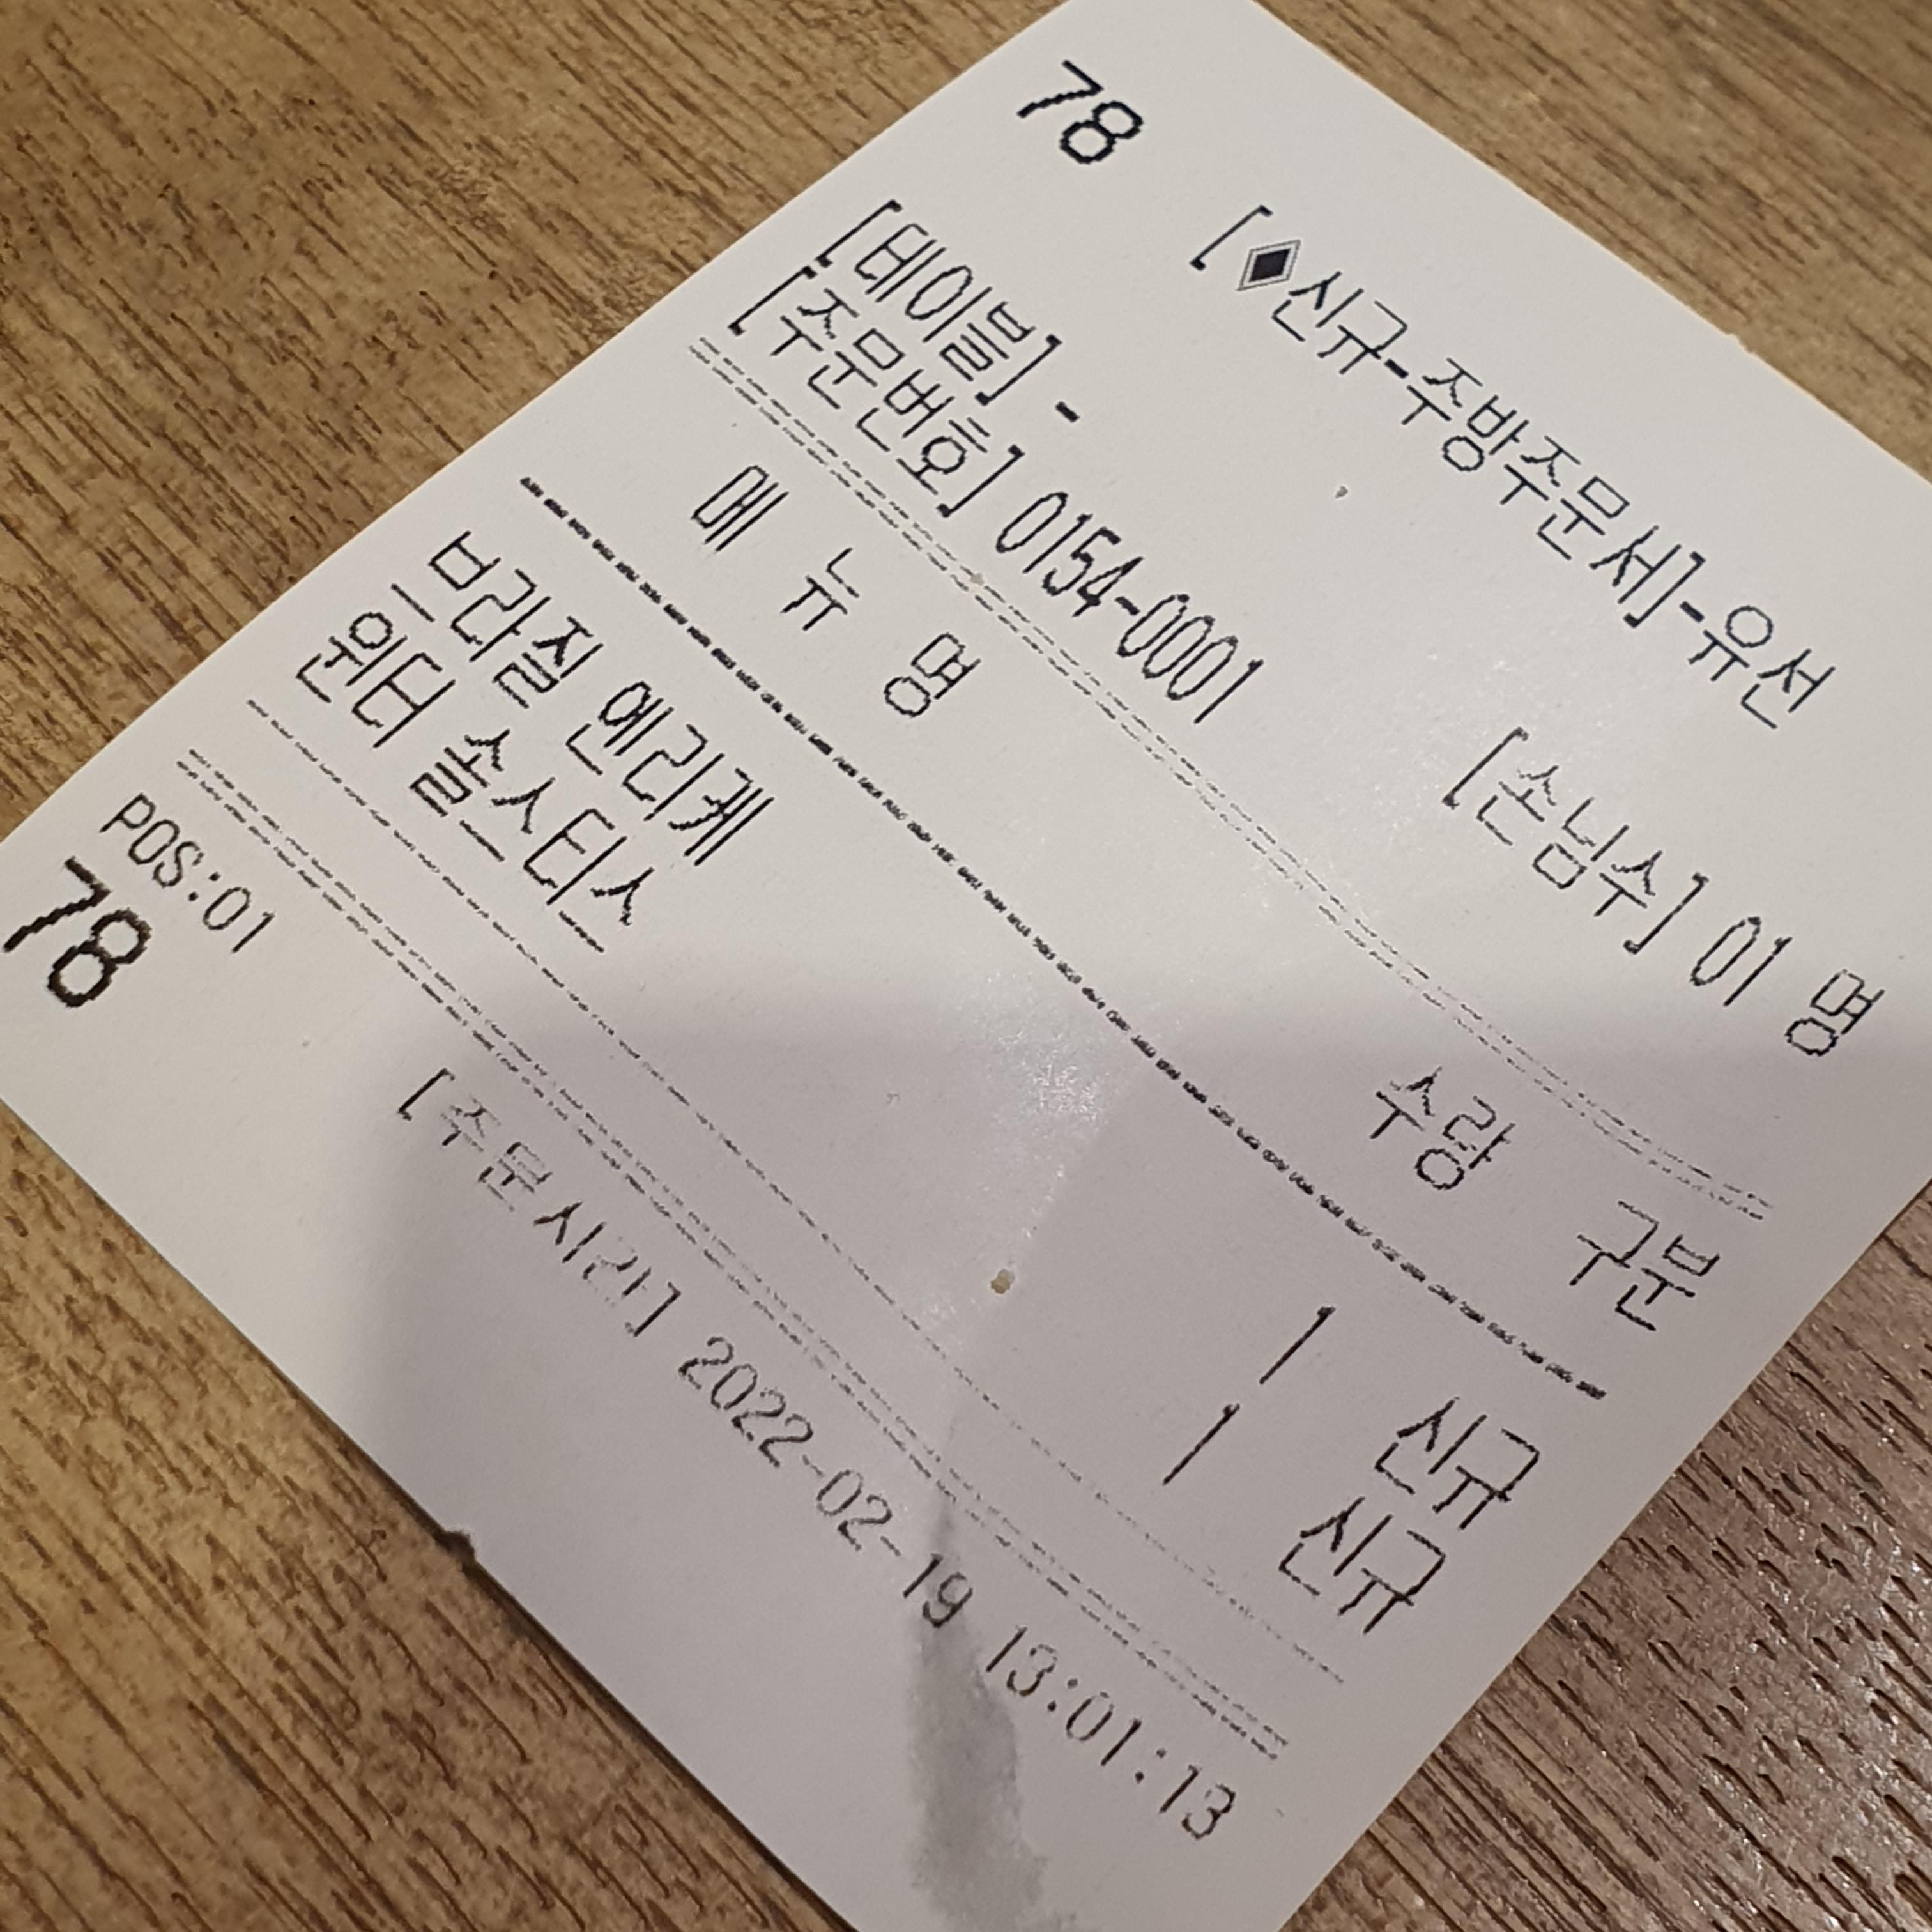 78
[◈신규-주방주문서]-유선
[테이블] - [손님수] 01 명
[주문번호] 0154-0001
메 뉴 명 수량 구분
브라질 엔리케 1 신규
윈터 솔스티스 1 신규
POS:01 [주문시간] 2022-02-19 13:01:13
78